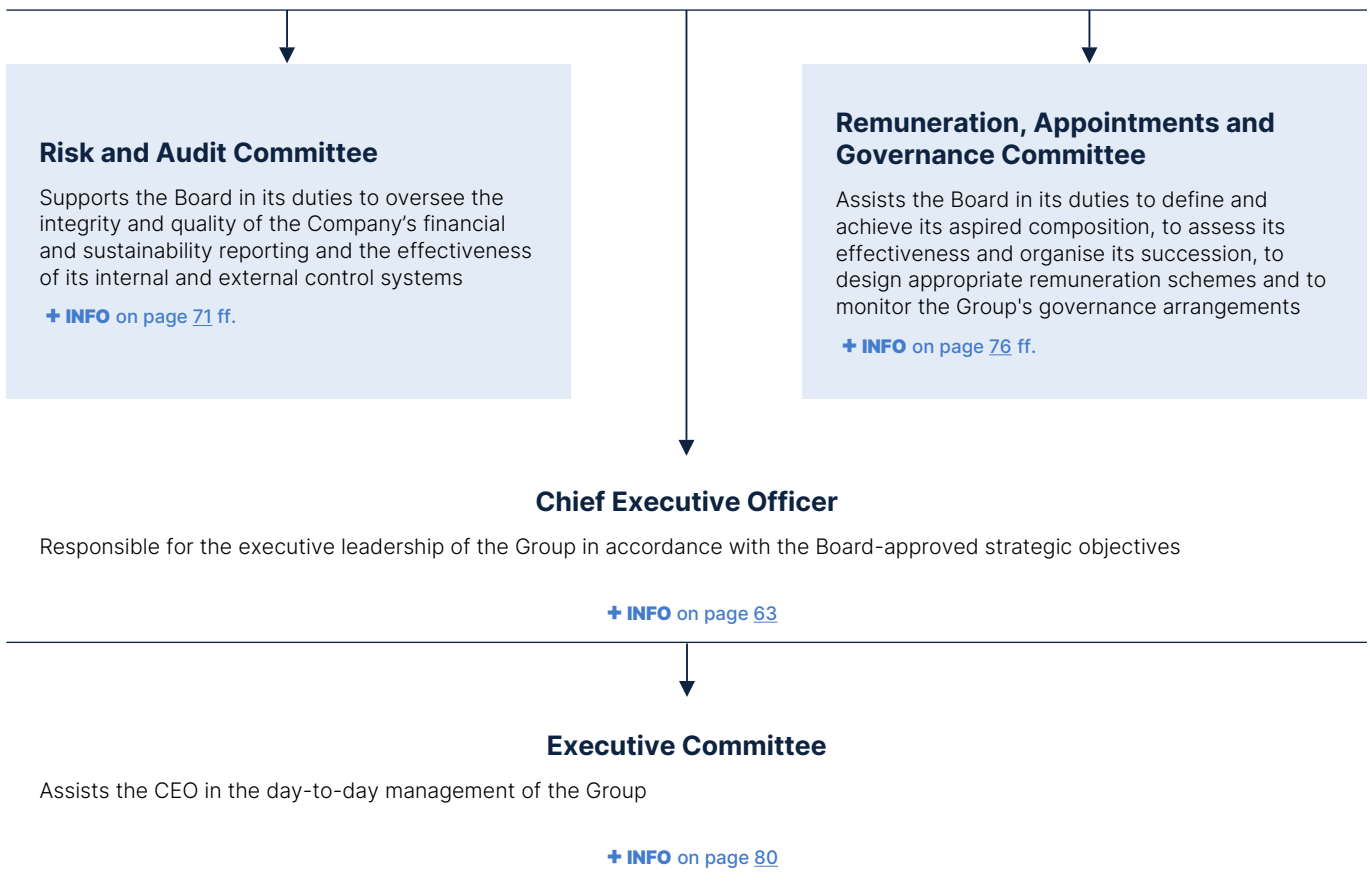 Risk and Audit Committee
Supports the Board in its duties to oversee the
integrity and quality of the Company’s financial
and sustainability reporting and the effectiveness
of its internal and external control systems
+ INFO on page 71 ff.
Remuneration, Appointments and
Governance Committee
Assists the Board in its duties to define and
achieve its aspired composition, to assess its
effectiveness and organise its succession, to
design appropriate remuneration schemes and to
monitor the Group's governance arrangements
+ INFO on page 76 ff.
Chief Executive Officer
Responsible for the executive leadership of the Group in accordance with the Board-approved strategic objectives
+ INFO on page 63
Executive Committee
Assists the CEO in the day-to-day management of the Group
+ INFO on page 80